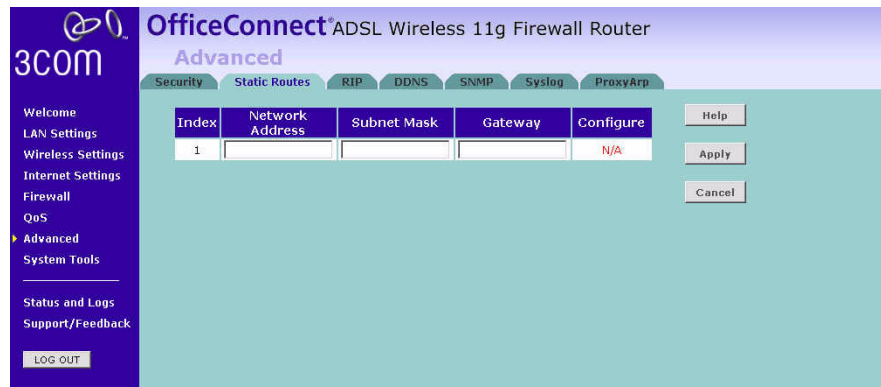 3COM
OfficeConnect® ADSL Wireless 11g Firewall Router
Advanced
Security Static Routes RIP DDNS SNMP Syslog ProxyArp
Welcome
LAN Settings
Wireless Settings
Internet Settings
Firewall
QoS
Advanced
System Tools
Status and Logs
Support/Feedback
LOG OUT
Index Network Address Subnet Mask Gateway Configure
1 N/A
Help
Apply
Cancel